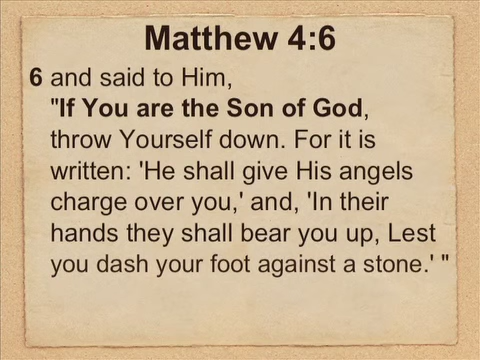 Matthew 4:6
6 and said to Him,
"If You are the Son of God,
throw Yourself down. For it is
written: 'He shall give His angels
charge over you,' and, 'In their
hands they shall bear you up, Lest
you dash your foot against a stone.' "